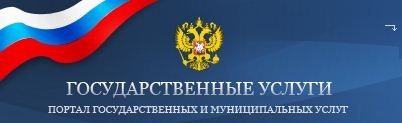 ГОСУДАРСТВЕННЫЕ УСЛУГИ
ПОРТАЛ ГОСУДАРСТВЕННЫХ И МУНИЦИПАЛЬНЫХ УСЛУГ